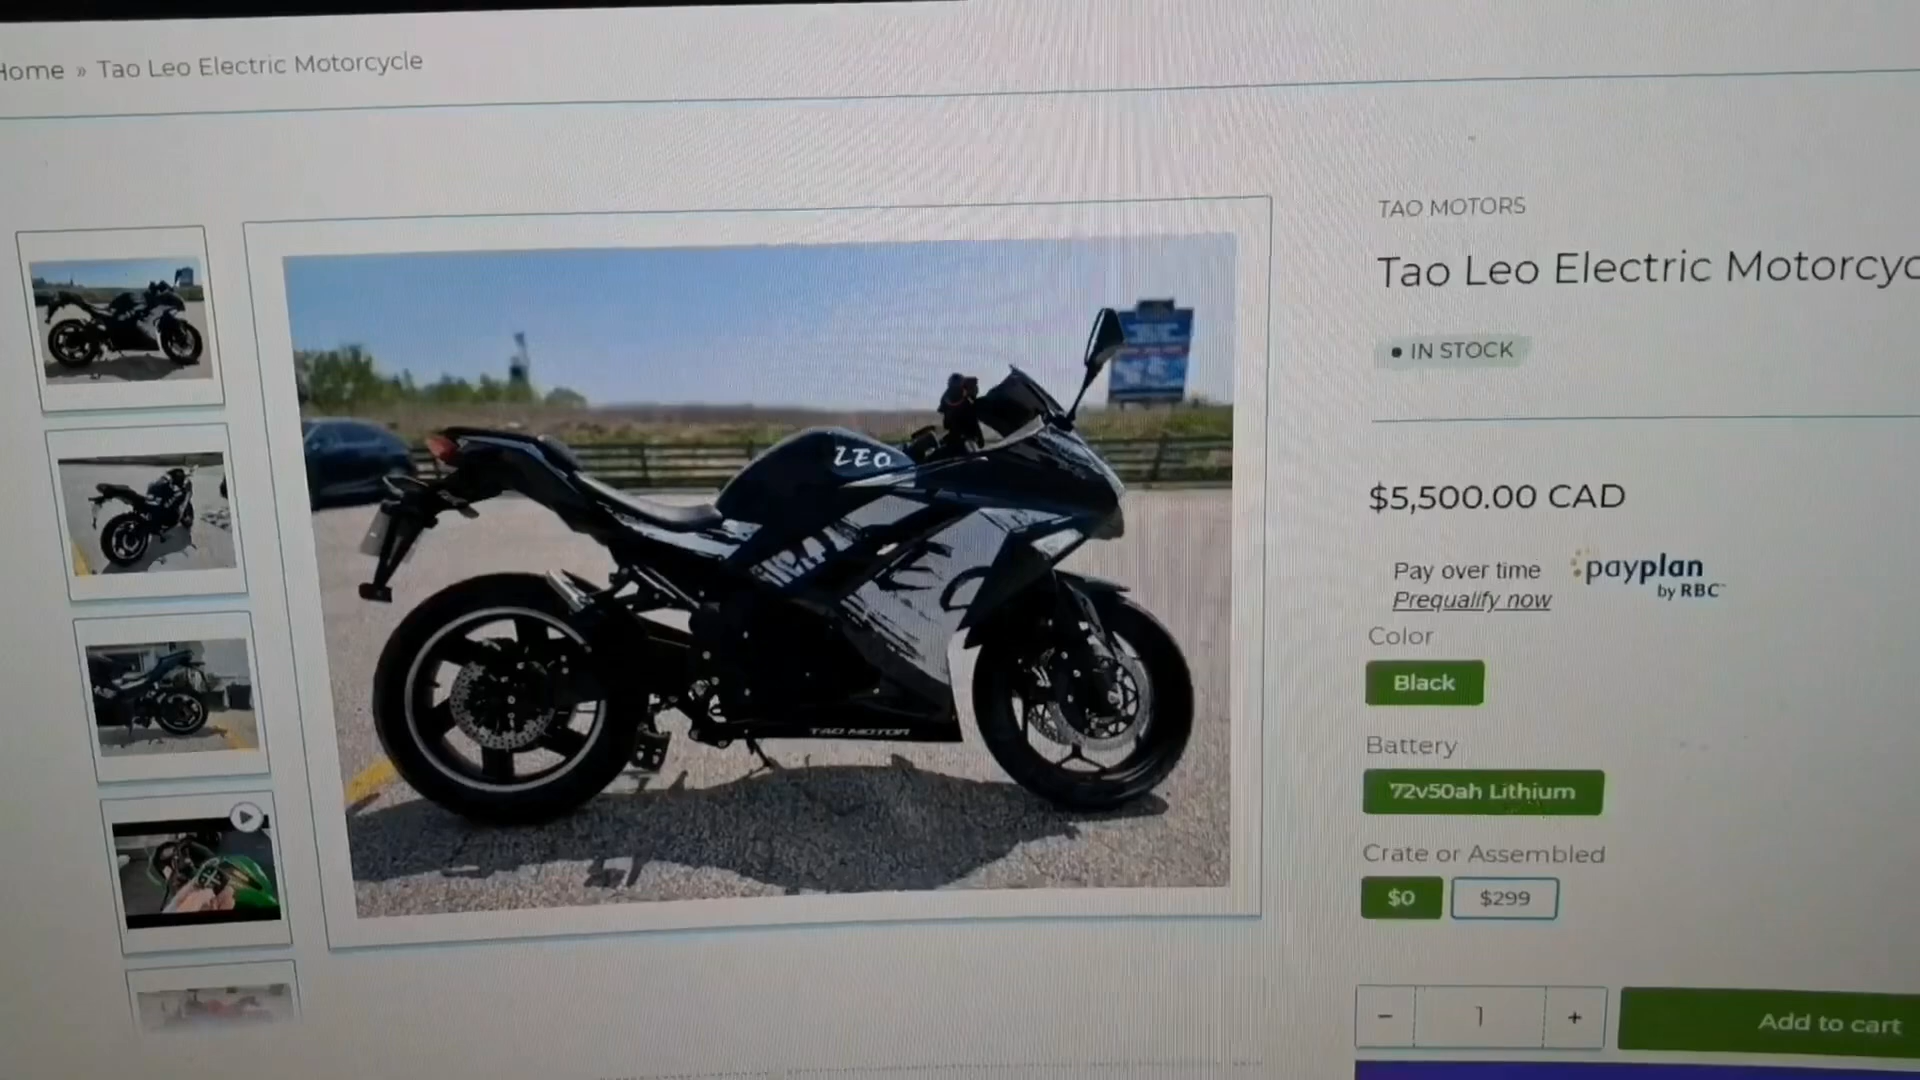 Home » Tao Leo Electric Motorcycle
TAO MOTORS
Tao Leo Electric Motorcyc
• IN STOCK
$5,500.00 CAD
Pay over time
payplan
by RBC
Prequalify now
Color
Black
Battery
72v50ah Lithium
Crate or Assembled
$0
$299
−
1
+
Add to cart
LEO
TAO MOTOR